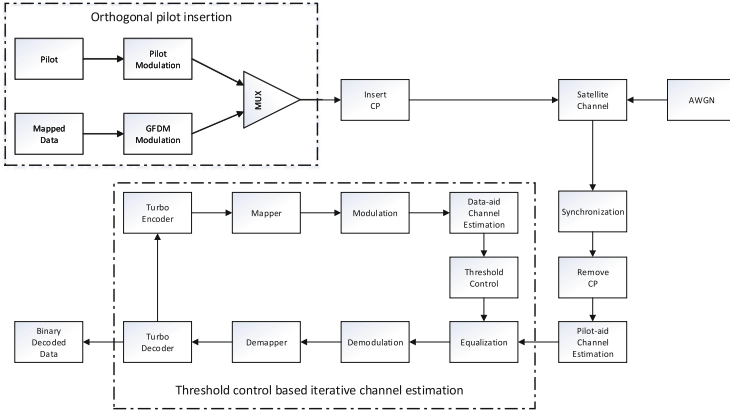 Orthogonal pilot insertion
Pilot
Pilot
Modulation
MUX
Insert
CP
Satellite
Channel
AWGN
Mapped
Data
GFDM
Modulation
Turbo
Encoder
Mapper
Modulation
Data-aid
Channel
Estimation
Synchronization
Threshold
Control
Remove
CP
Binary
Decoded
Data
Turbo
Decoder
Demapper
Demodulation
Equalization
Pilot-aid
Channel
Estimation
Threshold control based iterative channel estimation